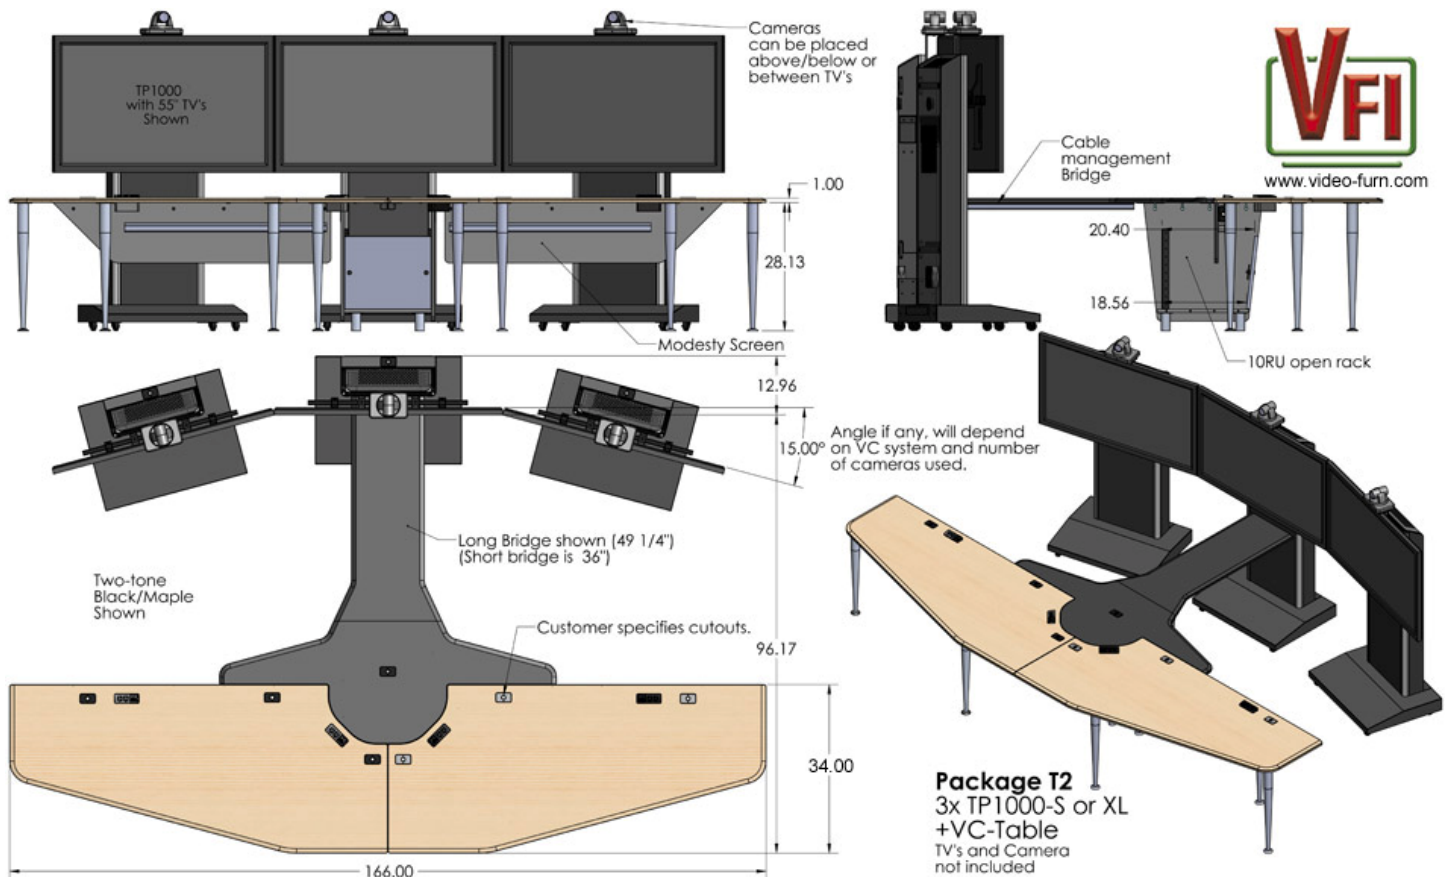 Cameras
can be placed
above/below or
between TV's
TP1000
with 55" TV's
Shown
VFI
www.video-furn.com
Cable
management
Bridge
1.00
28.13
20.40
18.56
Modesty Screen
10RU open rack
12.96
15.00°
Angle if any, will depend
on VC system and number
of cameras used.
Long Bridge shown (49 1/4")
(Short bridge is 36")
Two-tone
Black/Maple
Shown
Customer specifies cutouts.
96.17
34.00
166.00
Package T2
3x TP1000-S or XL
+VC-Table
TV's and Camera
not included